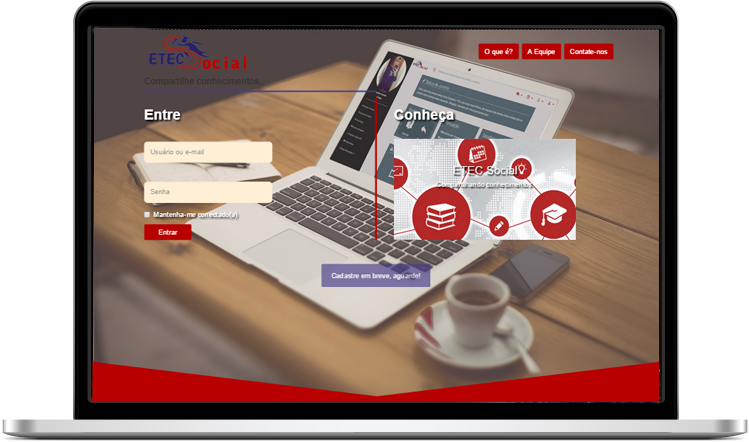 ETEC Social
O que é?
A Equipe
Contate-nos
Compartilhe conhecimentos.
Entre
Conheça
Usuário ou e-mail
Senha
Mantenha-me conectado(a)
Entrar
ETEC Social
Compartilhando conhecimentos
Cadastre em breve, aguarde!